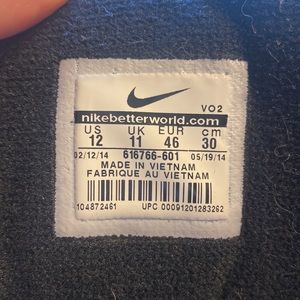 VO2
nikebetterworld.com
US UK EUR cm
12 11 46 30
02/12/14 616766-601 05/19/14
MADE IN VIETNAM
FABRIQUE AU VIETNAM
104872461 UPC 00091201283262